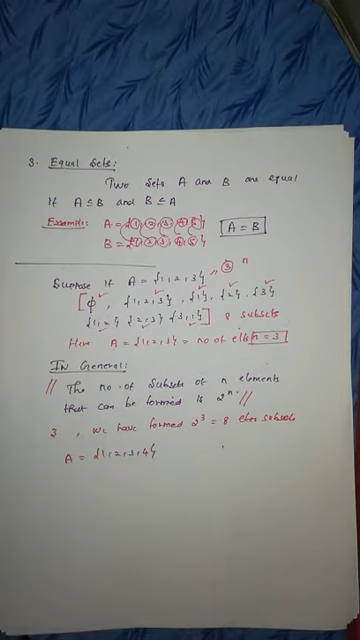 3. Equal Sets:
Two sets A and B are equal
If A ⊆ B and B ⊆ A
Example: A = {1, 2, 3, 4, 5}
A = B
B = {1, 2, 3, 4, 5}
Suppose if A = {1, 2, 3}, 3 n
[ϕ, {1, 2, 3}, {1}, {2}, {3}
{1, 2} {2, 3} {3, 1}] 8 subsets
Here A = {1, 2, 3} = no of elts n = 3
In General:
// The no. of Subsets of n elements
that can be formed is 2ⁿ. //
3, We have formed 2³ = 8 subsets
A = {1, 2, 3, 4}